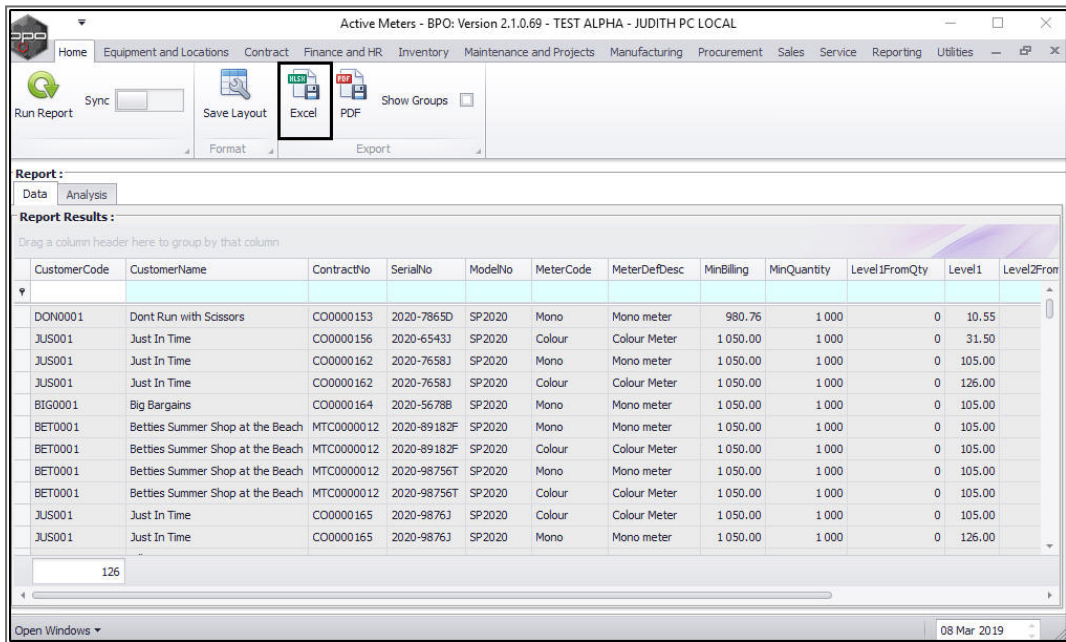 Active Meters - BPO: Version 2.1.0.69 - TEST ALPHA - JUDITH PC LOCAL
Home Equipment and Locations Contract Finance and HR Inventory Maintenance and Projects Manufacturing Procurement Sales Service Reporting Utilities
Run Report Sync Save Layout XLSX Excel PDF PDF Show Groups
Format Export
Report :
Data Analysis
Report Results :
Drag a column header here to group by that column
CustomerCode CustomerName ContractNo SerialNo ModelNo MeterCode MeterDefDesc MinBilling MinQuantity Level1FromQty Level1 Level2From
DON0001 Dont Run with Scissors CO0000153 2020-7865D SP2020 Mono Mono meter 980.76 1 000 0 10.55
JUS001 Just In Time CO0000156 2020-6543J SP2020 Colour Colour Meter 1 050.00 1 000 0 31.50
JUS001 Just In Time CO0000162 2020-7658J SP2020 Mono Mono meter 1 050.00 1 000 0 105.00
JUS001 Just In Time CO0000162 2020-7658J SP2020 Colour Colour Meter 1 050.00 1 000 0 126.00
BIG0001 Big Bargains CO0000164 2020-5678B SP2020 Mono Mono meter 1 050.00 1 000 0 105.00
BET0001 Betties Summer Shop at the Beach MTC0000012 2020-89182F SP2020 Mono Mono meter 1 050.00 1 000 0 105.00
BET0001 Betties Summer Shop at the Beach MTC0000012 2020-89182F SP2020 Colour Colour Meter 1 050.00 1 000 0 105.00
BET0001 Betties Summer Shop at the Beach MTC0000012 2020-98756T SP2020 Mono Mono meter 1 050.00 1 000 0 105.00
BET0001 Betties Summer Shop at the Beach MTC0000012 2020-98756T SP2020 Colour Colour Meter 1 050.00 1 000 0 105.00
JUS001 Just In Time CO0000165 2020-9876J SP2020 Colour Colour Meter 1 050.00 1 000 0 105.00
JUS001 Just In Time CO0000165 2020-9876J SP2020 Mono Mono meter 1 050.00 1 000 0 126.00
126
Open Windows 08 Mar 2019